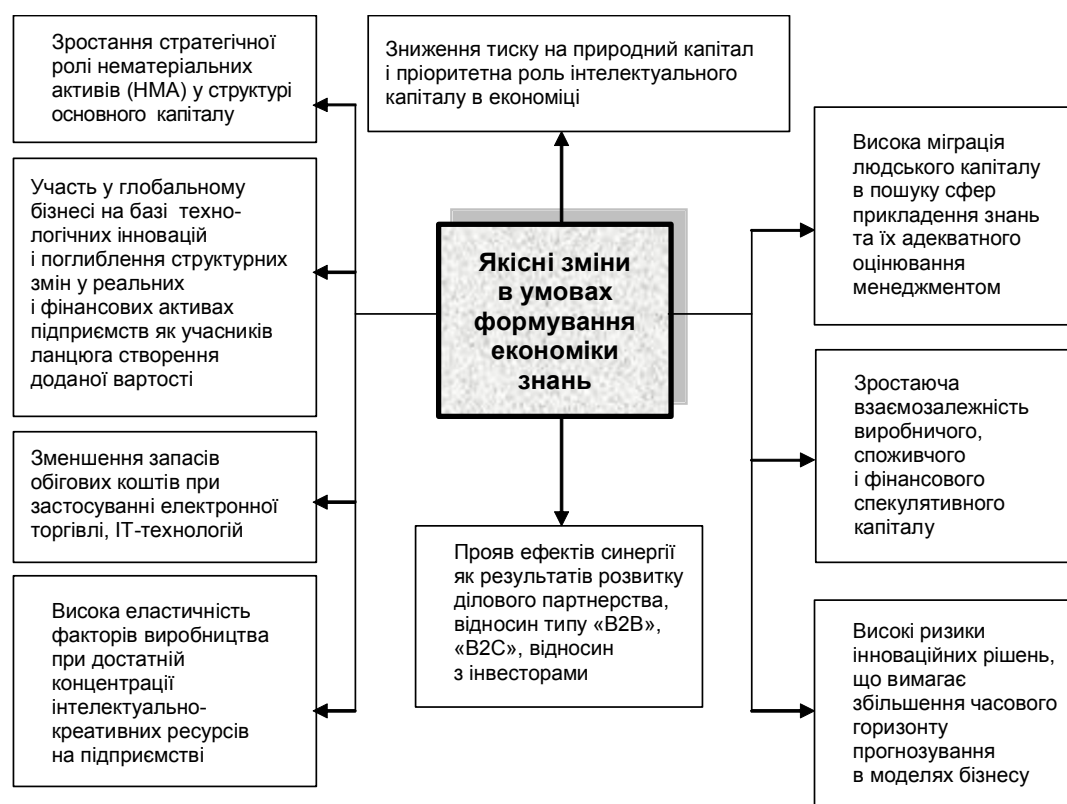 Зростання стратегічної
ролі нематеріальних
активів (НМА) у структурі
основного капіталу
Зниження тиску на природний капітал
і пріоритетна роль інтелектуального
капіталу в економіці
Участь у глобальному
бізнесі на базі техно-
логічних інновацій
і поглиблення структурних
змін у реальних
і фінансових активах
підприємств як учасників
ланцюга створення
доданої вартості
Зменшення запасів
обігових коштів при
застосуванні електронної
торгівлі, ІТ-технологій
Висока еластичність
факторів виробництва
при достатній
концентрації
інтелектуально-
креативних ресурсів
на підприємстві
Якісні зміни
в умовах
формування
економіки
знань
Прояв ефектів синергії
як результатів розвитку
ділового партнерства,
відносин типу «B2B»,
«B2C», відносин
з інвесторами
Висока міграція
людського капіталу
в пошуку сфер
прикладення знань
та їх адекватного
оцінювання
менеджментом
Зростаюча
взаємозалежність
виробничого,
споживчого
і фінансового
спекулятивного
капіталу
Високі ризики
інноваційних рішень,
що вимагає
збільшення часового
горизонту
прогнозування
в моделях бізнесу